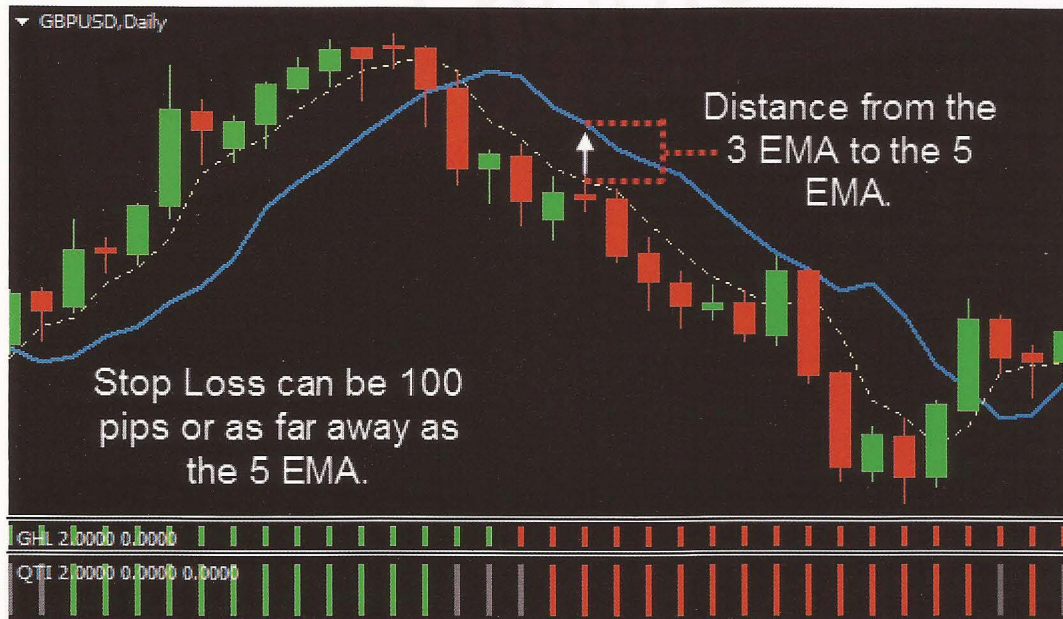 GBPUSD,Daily
Distance from the
3 EMA to the 5
EMA.
Stop Loss can be 100
pips or as far away as
the 5 EMA.
GHL 2.0000 0.0000
QTI 2.0000 0.0000 0.0000